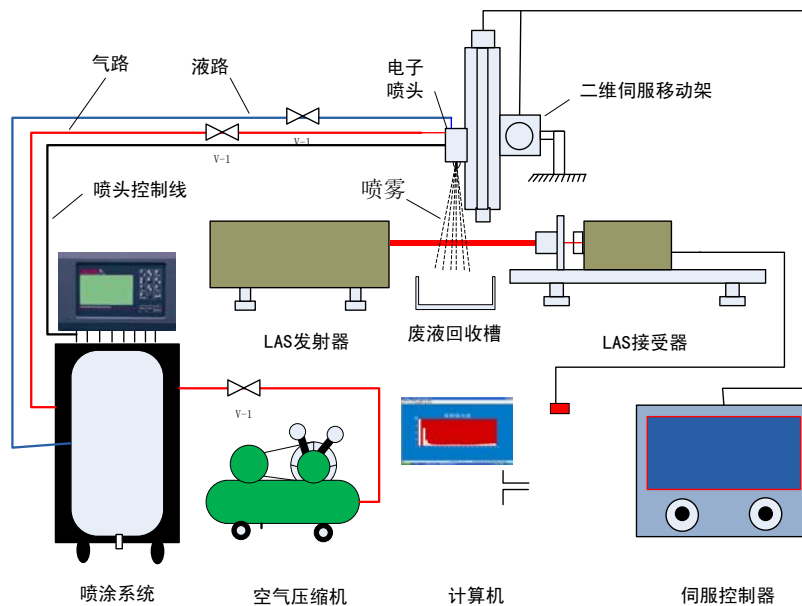 气路
液路
电子
喷头
二维伺服移动架
V-1
V-1
喷头控制线
喷雾
LAS发射器
废液回收槽
LAS接受器
V-1
喷涂系统
空气压缩机
计算机
伺服控制器